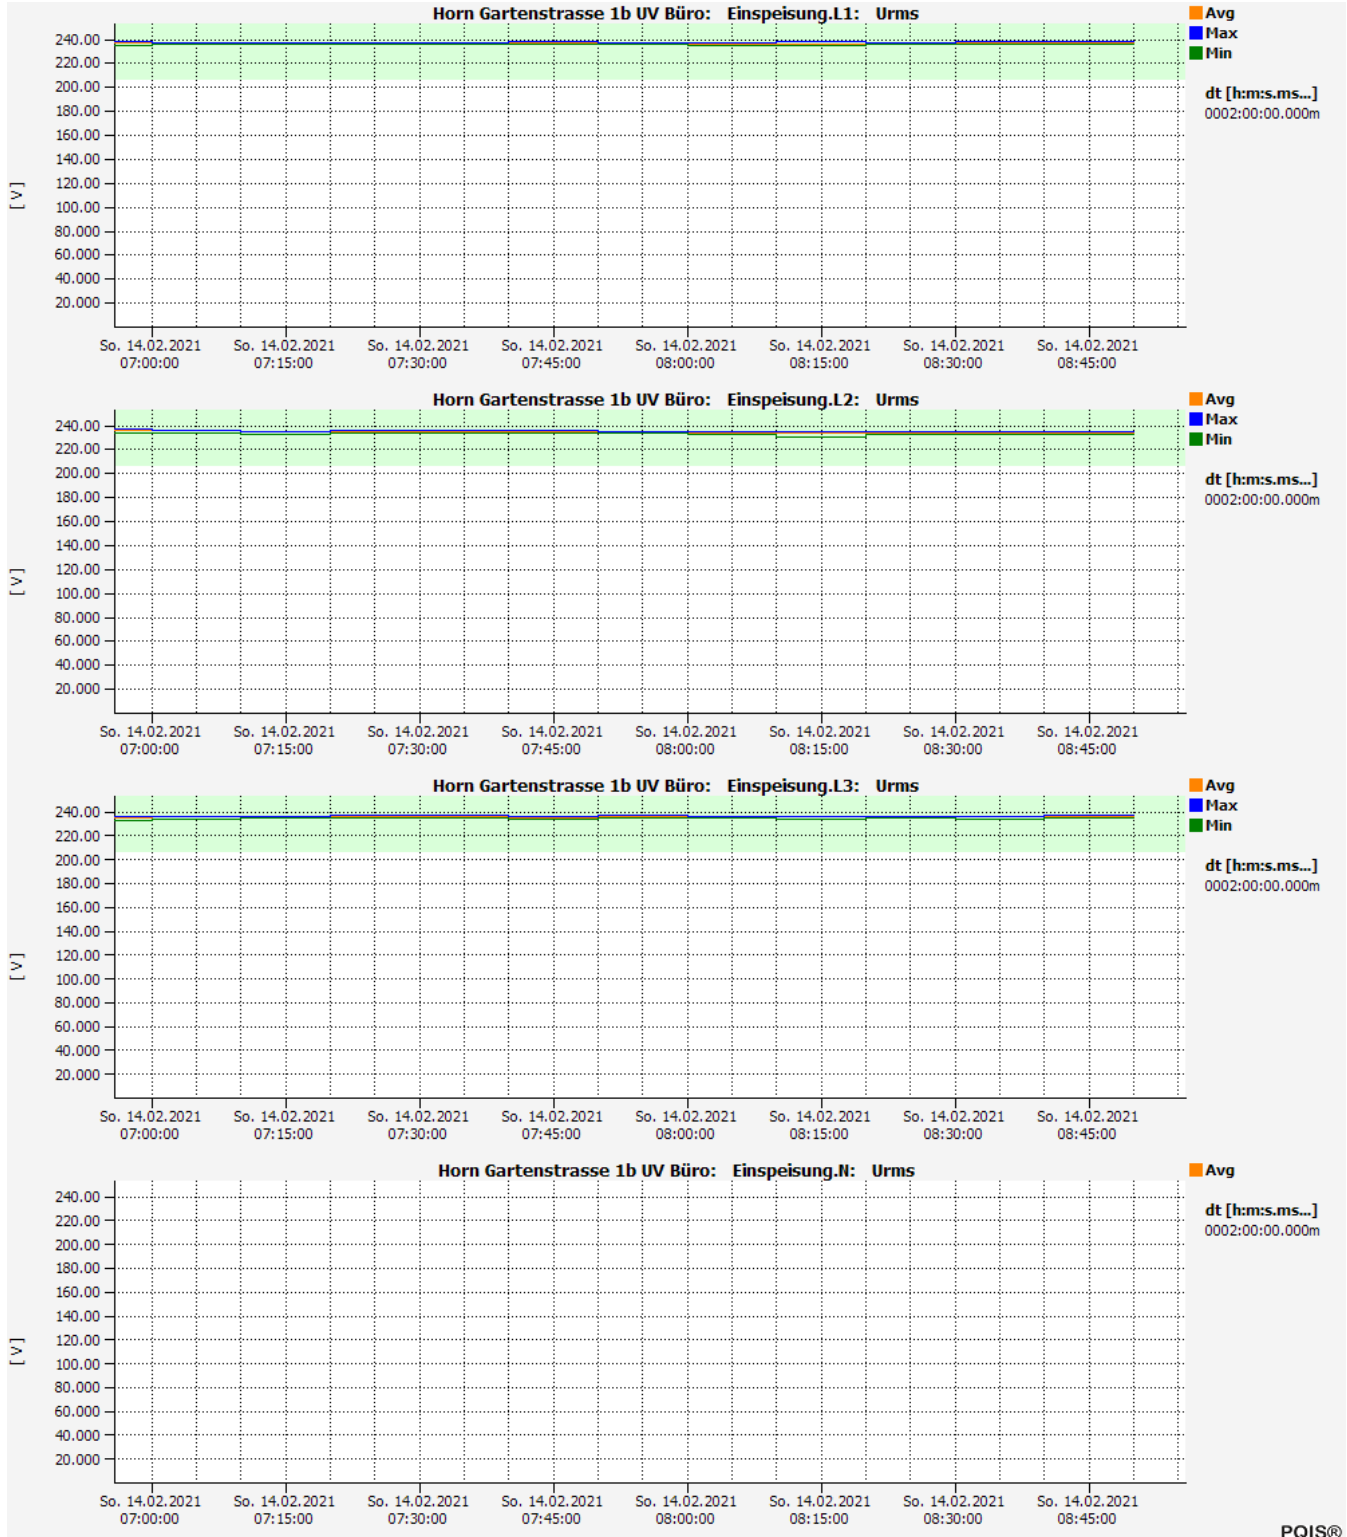 Horn Gartenstrasse 1b UV Büro:   Einspeisung.L1:   Urms
Avg
Max
Min
dt [h:m:s.ms...]
0002:00:00.000m
240.00
220.00
200.00
180.00
160.00
140.00
120.00
100.00
80.000
60.000
40.000
20.000
[ V ]
So. 14.02.2021 So. 14.02.2021 So. 14.02.2021 So. 14.02.2021 So. 14.02.2021 So. 14.02.2021 So. 14.02.2021 So. 14.02.2021
07:00:00 07:15:00 07:30:00 07:45:00 08:00:00 08:15:00 08:30:00 08:45:00
Horn Gartenstrasse 1b UV Büro:   Einspeisung.L2:   Urms
Avg
Max
Min
dt [h:m:s.ms...]
0002:00:00.000m
240.00
220.00
200.00
180.00
160.00
140.00
120.00
100.00
80.000
60.000
40.000
20.000
[ V ]
So. 14.02.2021 So. 14.02.2021 So. 14.02.2021 So. 14.02.2021 So. 14.02.2021 So. 14.02.2021 So. 14.02.2021 So. 14.02.2021
07:00:00 07:15:00 07:30:00 07:45:00 08:00:00 08:15:00 08:30:00 08:45:00
Horn Gartenstrasse 1b UV Büro:   Einspeisung.L3:   Urms
Avg
Max
Min
dt [h:m:s.ms...]
0002:00:00.000m
240.00
220.00
200.00
180.00
160.00
140.00
120.00
100.00
80.000
60.000
40.000
20.000
[ V ]
So. 14.02.2021 So. 14.02.2021 So. 14.02.2021 So. 14.02.2021 So. 14.02.2021 So. 14.02.2021 So. 14.02.2021 So. 14.02.2021
07:00:00 07:15:00 07:30:00 07:45:00 08:00:00 08:15:00 08:30:00 08:45:00
Horn Gartenstrasse 1b UV Büro:   Einspeisung.N:   Urms
Avg
dt [h:m:s.ms...]
0002:00:00.000m
240.00
220.00
200.00
180.00
160.00
140.00
120.00
100.00
80.000
60.000
40.000
20.000
[ V ]
So. 14.02.2021 So. 14.02.2021 So. 14.02.2021 So. 14.02.2021 So. 14.02.2021 So. 14.02.2021 So. 14.02.2021 So. 14.02.2021
07:00:00 07:15:00 07:30:00 07:45:00 08:00:00 08:15:00 08:30:00 08:45:00
PQIS®